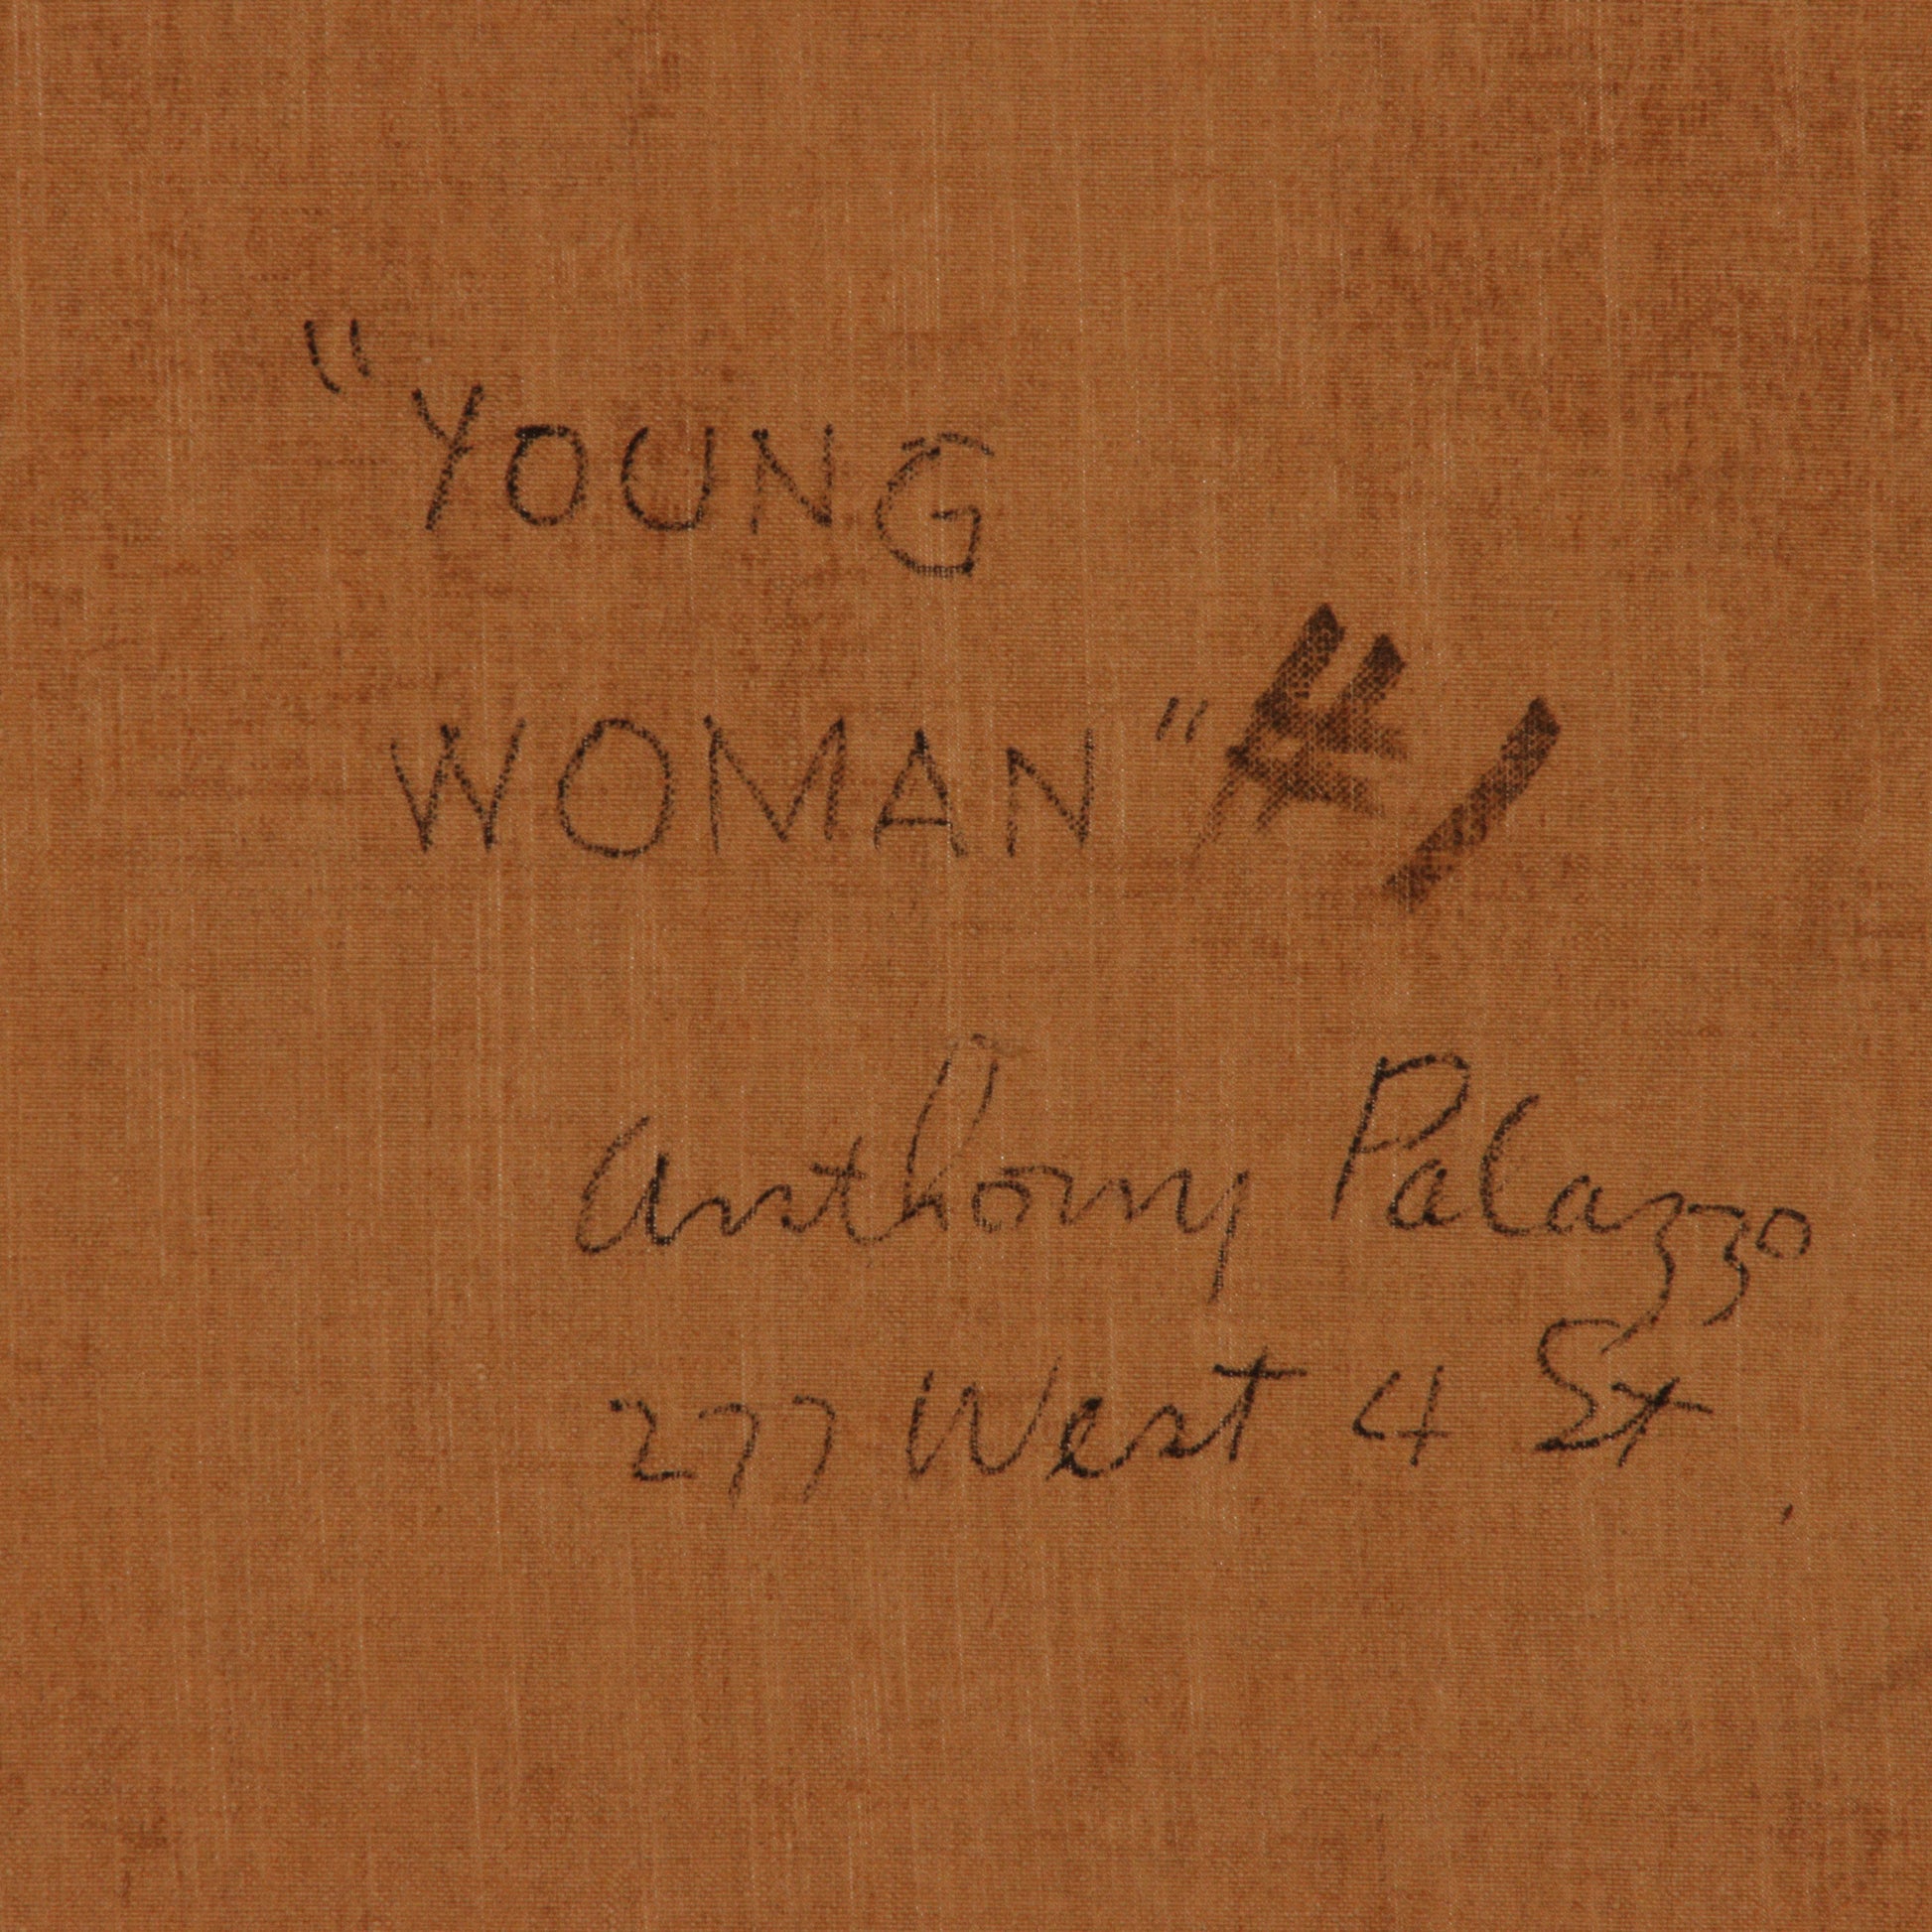 "YOUNG
WOMAN" #1
Anthony Palazzo
277 West 4 St